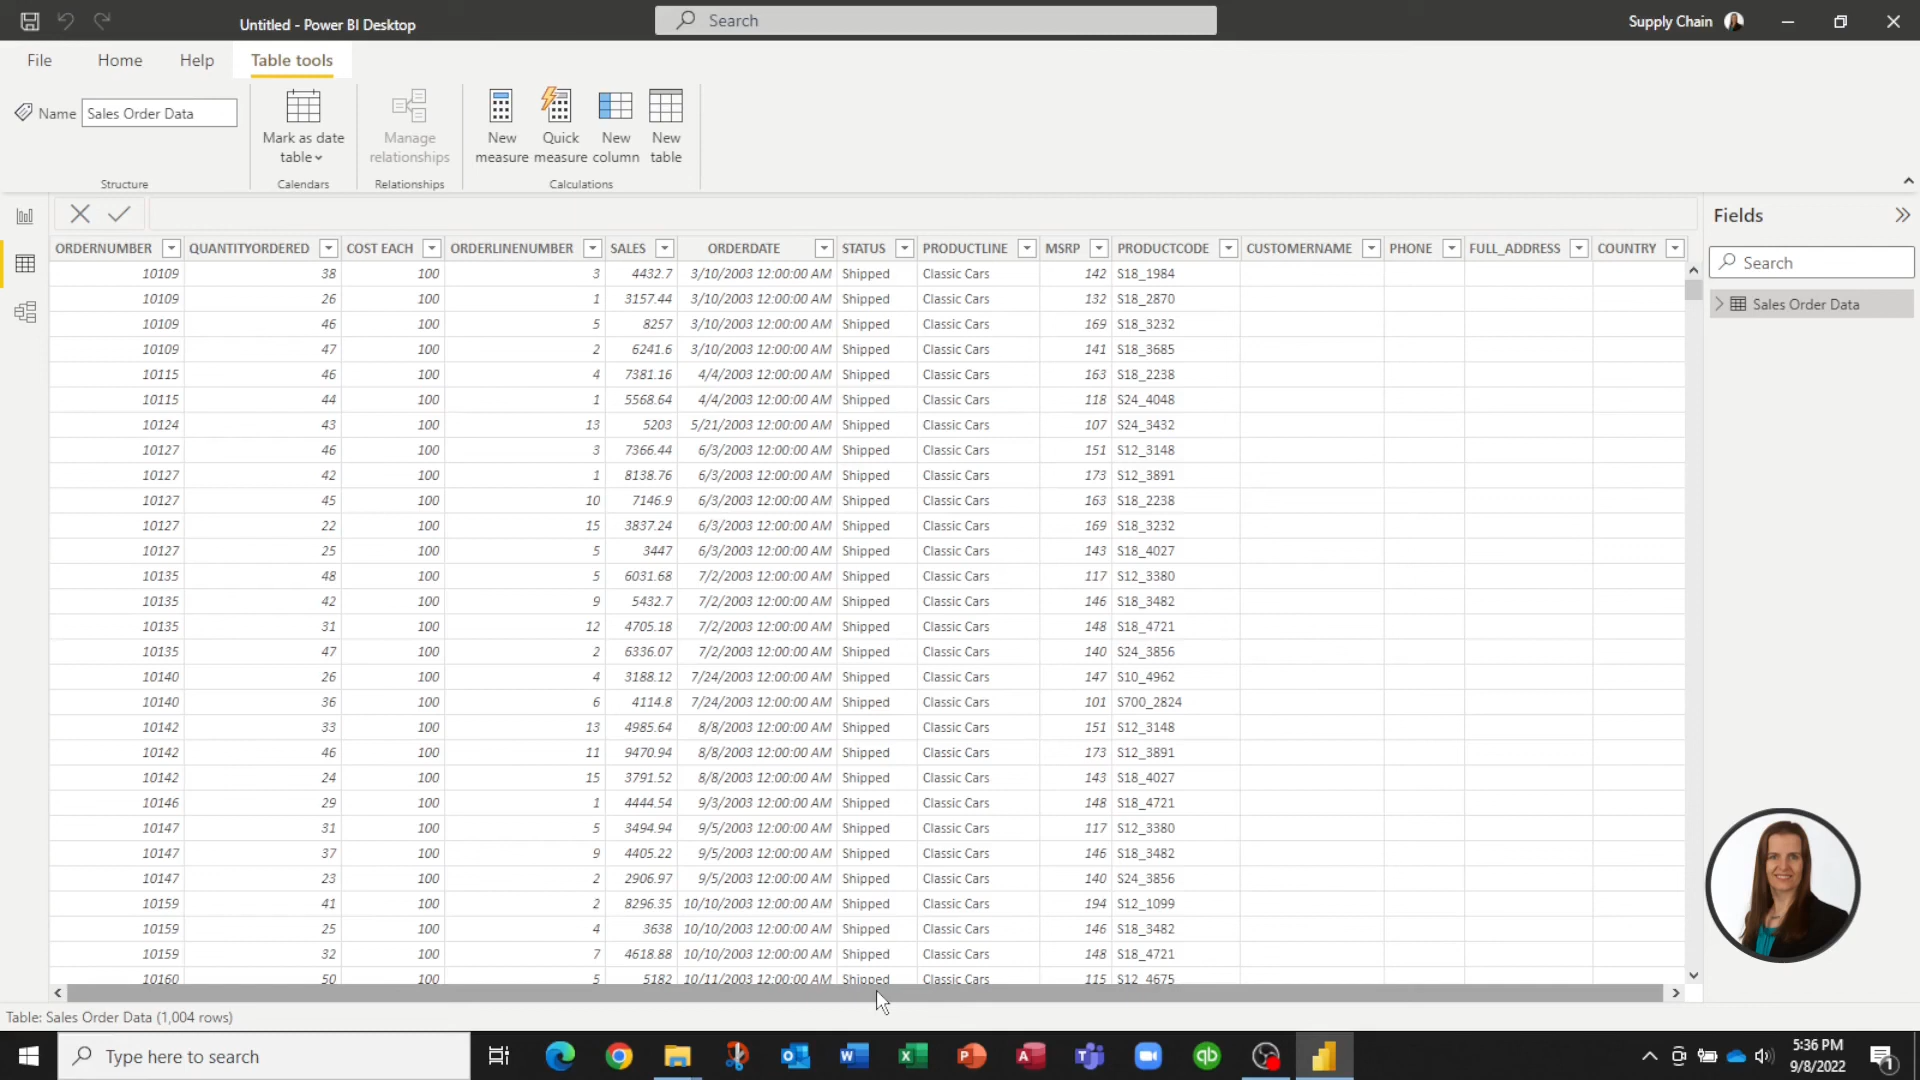 Untitled - Power BI Desktop
Search
Supply Chain
File Home Help Table tools
Name Sales Order Data
Mark as date table
Manage relationships
New measure
Quick measure
New column
New table
Structure Calendars Relationships Calculations
ORDERNUMBER QUANTITYORDERED COST EACH ORDERLINENUMBER SALES ORDERDATE STATUS PRODUCTLINE MSRP PRODUCTCODE CUSTOMERNAME PHONE FULL_ADDRESS COUNTRY
10109 38 100 3 4432.7 3/10/2003 12:00:00 AM Shipped Classic Cars 142 S18_1984
10109 26 100 1 3157.44 3/10/2003 12:00:00 AM Shipped Classic Cars 132 S18_2870
10109 46 100 5 8257 3/10/2003 12:00:00 AM Shipped Classic Cars 169 S18_3232
10109 47 100 2 6241.6 3/10/2003 12:00:00 AM Shipped Classic Cars 141 S18_3685
10115 46 100 4 7381.16 4/4/2003 12:00:00 AM Shipped Classic Cars 163 S18_2238
10115 44 100 1 5568.64 4/4/2003 12:00:00 AM Shipped Classic Cars 118 S24_4048
10124 43 100 13 5203 5/21/2003 12:00:00 AM Shipped Classic Cars 107 S24_3432
10127 46 100 3 7366.44 6/3/2003 12:00:00 AM Shipped Classic Cars 151 S12_3148
10127 42 100 1 8138.76 6/3/2003 12:00:00 AM Shipped Classic Cars 173 S12_3891
10127 45 100 10 7146.9 6/3/2003 12:00:00 AM Shipped Classic Cars 163 S18_2238
10127 22 100 15 3837.24 6/3/2003 12:00:00 AM Shipped Classic Cars 169 S18_3232
10127 25 100 5 3447 6/3/2003 12:00:00 AM Shipped Classic Cars 143 S18_4027
10135 48 100 5 6031.68 7/2/2003 12:00:00 AM Shipped Classic Cars 117 S12_3380
10135 42 100 9 5432.7 7/2/2003 12:00:00 AM Shipped Classic Cars 146 S18_3482
10135 31 100 12 4705.18 7/2/2003 12:00:00 AM Shipped Classic Cars 148 S18_4721
10135 47 100 2 6336.07 7/2/2003 12:00:00 AM Shipped Classic Cars 140 S24_3856
10140 26 100 4 3188.12 7/24/2003 12:00:00 AM Shipped Classic Cars 147 S10_4962
10140 36 100 6 4114.8 7/24/2003 12:00:00 AM Shipped Classic Cars 101 S700_2824
10142 33 100 13 4985.64 8/8/2003 12:00:00 AM Shipped Classic Cars 151 S12_3148
10142 46 100 11 9470.94 8/8/2003 12:00:00 AM Shipped Classic Cars 173 S12_3891
10142 24 100 15 3791.52 8/8/2003 12:00:00 AM Shipped Classic Cars 143 S18_4027
10146 29 100 1 4444.54 9/3/2003 12:00:00 AM Shipped Classic Cars 148 S18_4721
10147 31 100 5 3494.94 9/5/2003 12:00:00 AM Shipped Classic Cars 117 S12_3380
10147 37 100 9 4405.22 9/5/2003 12:00:00 AM Shipped Classic Cars 146 S18_3482
10147 23 100 2 2906.97 9/5/2003 12:00:00 AM Shipped Classic Cars 140 S24_3856
10159 41 100 2 8296.35 10/10/2003 12:00:00 AM Shipped Classic Cars 194 S12_1099
10159 25 100 4 3638 10/10/2003 12:00:00 AM Shipped Classic Cars 146 S18_3482
10159 32 100 7 4618.88 10/10/2003 12:00:00 AM Shipped Classic Cars 148 S18_4721
10160 50 100 5 5182 10/11/2003 12:00:00 AM Shipped Classic Cars 115 S12_4675
Fields
Search
Sales Order Data
Table: Sales Order Data (1,004 rows)
Type here to search
5:36 PM
9/8/2022
1